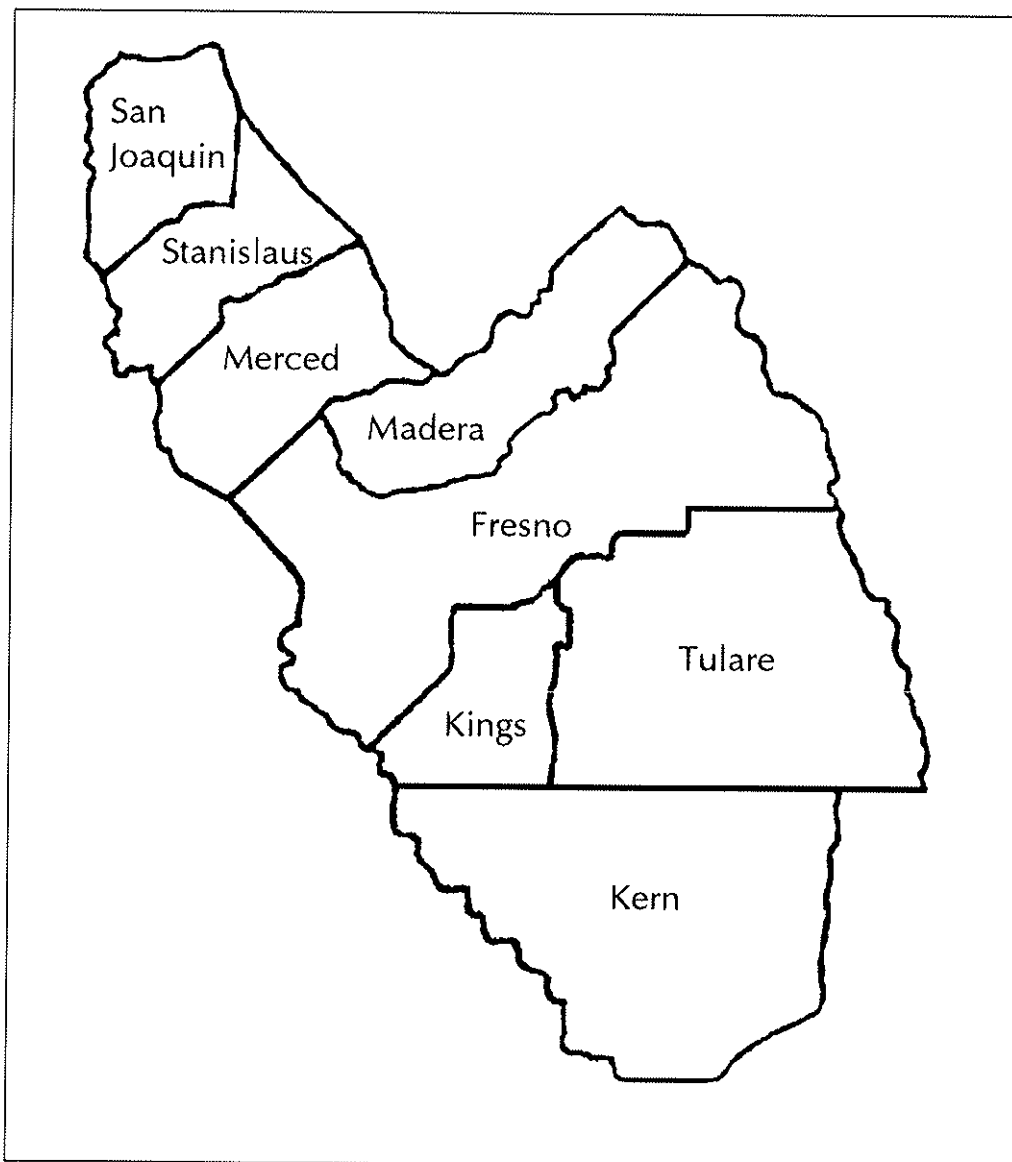 San
Joaquin
Stanislaus
Merced
Madera
Fresno
Tulare
Kings
Kern